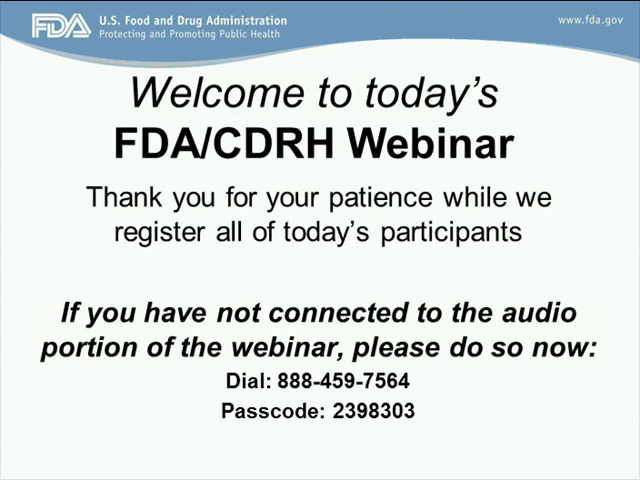 FDA
U.S. Food and Drug Administration
Protecting and Promoting Public Health
www.fda.gov
Welcome to today's
FDA/CDRH Webinar
Thank you for your patience while we
register all of today's participants
If you have not connected to the audio
portion of the webinar, please do so now:
Dial: 888-459-7564
Passcode: 2398303